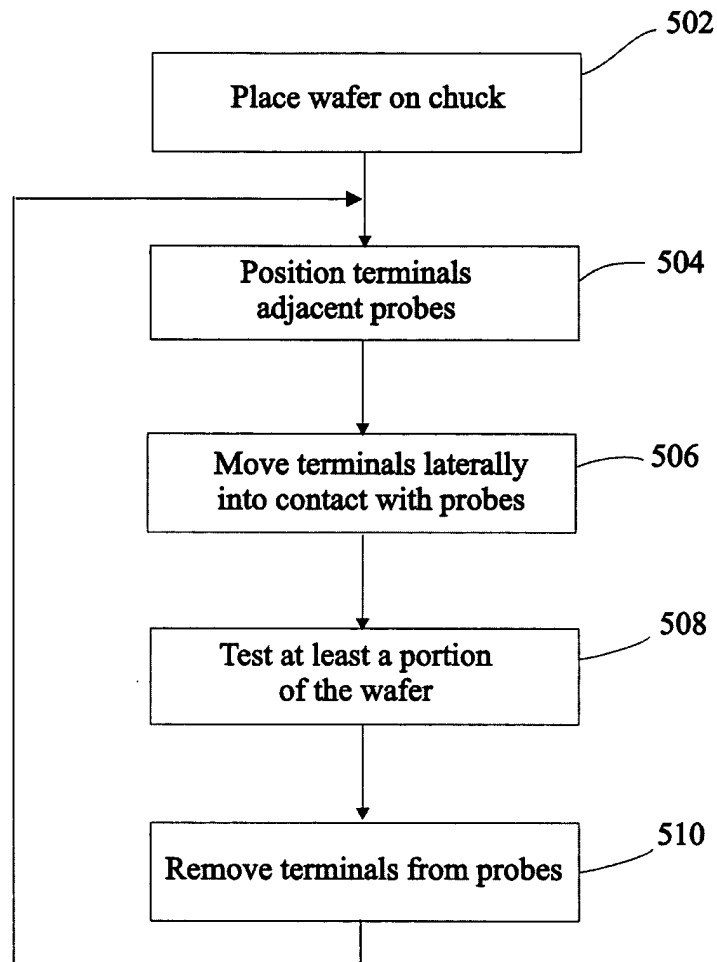 502
Place wafer on chuck
504
Position terminals
adjacent probes
506
Move terminals laterally
into contact with probes
508
Test at least a portion
of the wafer
510
Remove terminals from probes